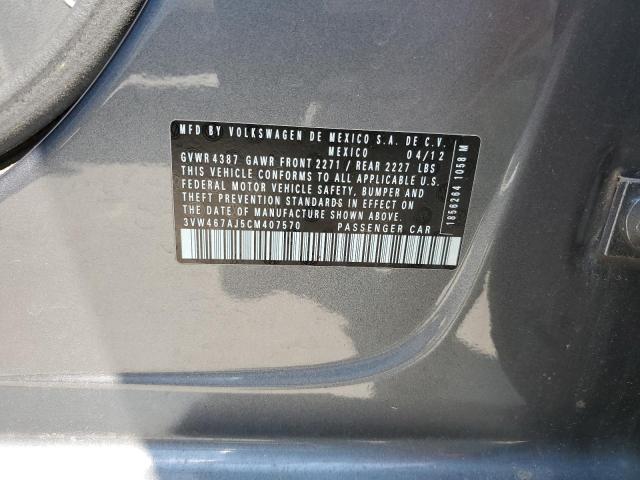 MFD BY VOLKSWAGEN DE MEXICO S.A. DE C.V.
MEXICO 04/12
GVWR 4387 GAWR FRONT 2271 / REAR 2227 LBS
THIS VEHICLE CONFORMS TO ALL APPLICABLE U.S.
FEDERAL MOTOR VEHICLE SAFETY, BUMPER AND
THEFT PREVENTION STANDARDS IN EFFECT ON
THE DATE OF MANUFACTURE SHOWN ABOVE.
3VW467AJ5CM407570 PASSENGER CAR
1856264 1058 M